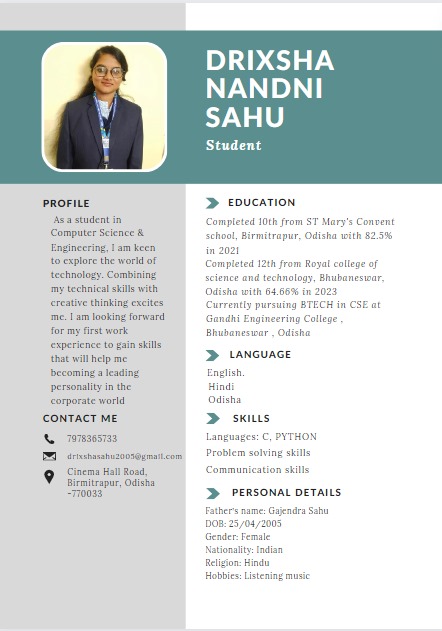 DRIXSHA
NANDNI
SAHU
Student
PROFILE
As a student in
Computer Science &
Engineering, I am keen
to explore the world of
technology. Combining
my technical skills with
creative thinking excites
me. I am looking forward
for my first work
experience to gain skills
that will help me
becoming a leading
personality in the
corporate world
CONTACT ME
7978365733
drixshasahu2005@gmail.com
Cinema Hall Road,
Birmitrapur, Odisha
-770033
EDUCATION
Completed 10th from ST Mary's Convent
school, Birmitrapur, Odisha with 82.5%
in 2021
Completed 12th from Royal college of
science and technology, Bhubaneswar,
Odisha with 64.66% in 2023
Currently pursuing BTECH in CSE at
Gandhi Engineering College ,
Bhubaneswar , Odisha
LANGUAGE
English.
Hindi
Odisha
SKILLS
Languages: C, PYTHON
Problem solving skills
Communication skills
PERSONAL DETAILS
Father's name: Gajendra Sahu
DOB: 25/04/2005
Gender: Female
Nationality: Indian
Religion: Hindu
Hobbies: Listening music